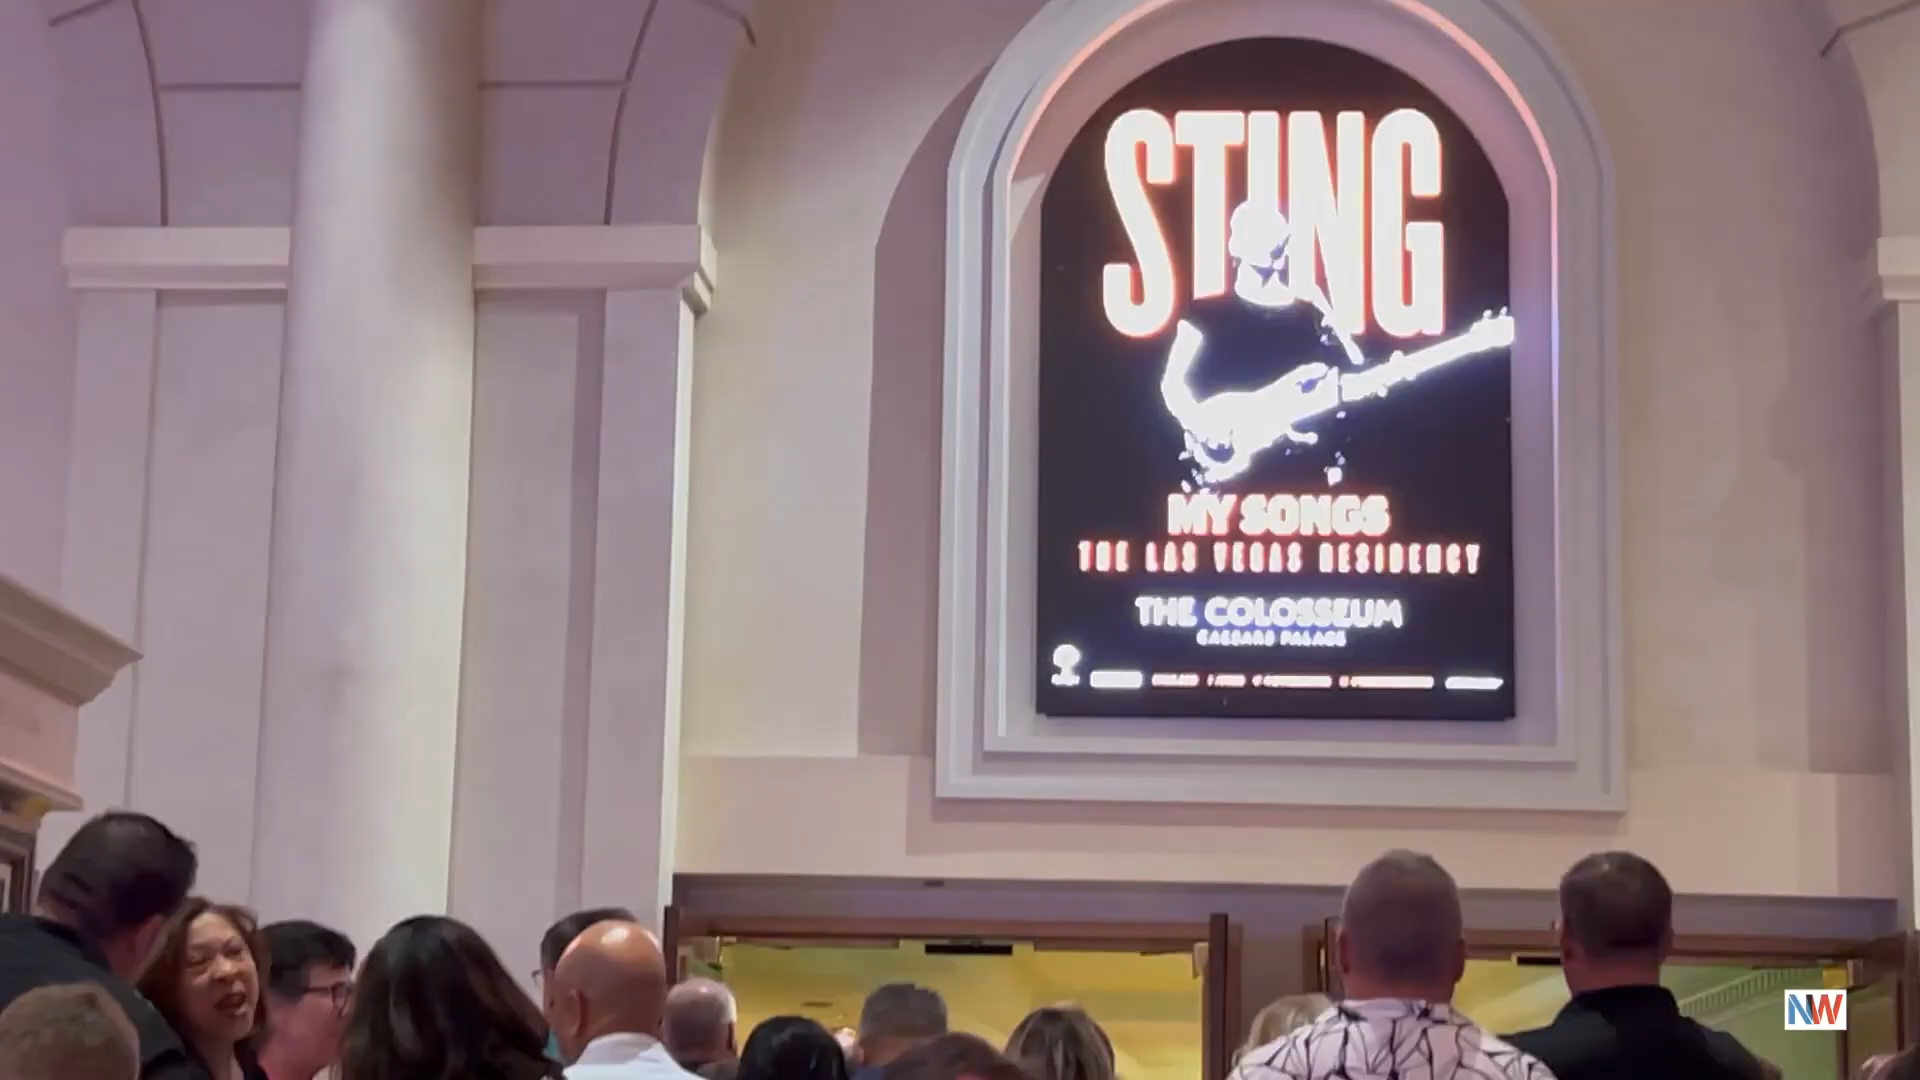 STING
MY SONGS
THE LAS VEGAS RESIDENCY
THE COLOSSEUM
CAESARS PALACE
NW